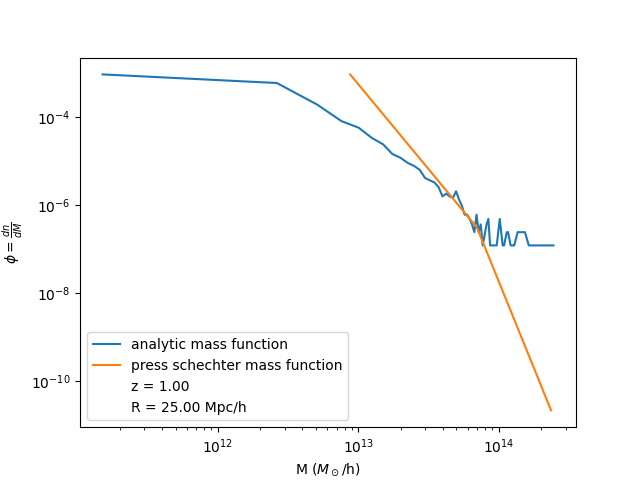 10⁻⁴
10⁻⁶
10⁻⁸
10⁻¹⁰
ϕ = dn/dM
analytic mass function
press schechter mass function
z = 1.00
R = 25.00 Mpc/h
10¹² 10¹³ 10¹⁴
M (M⊙/h)